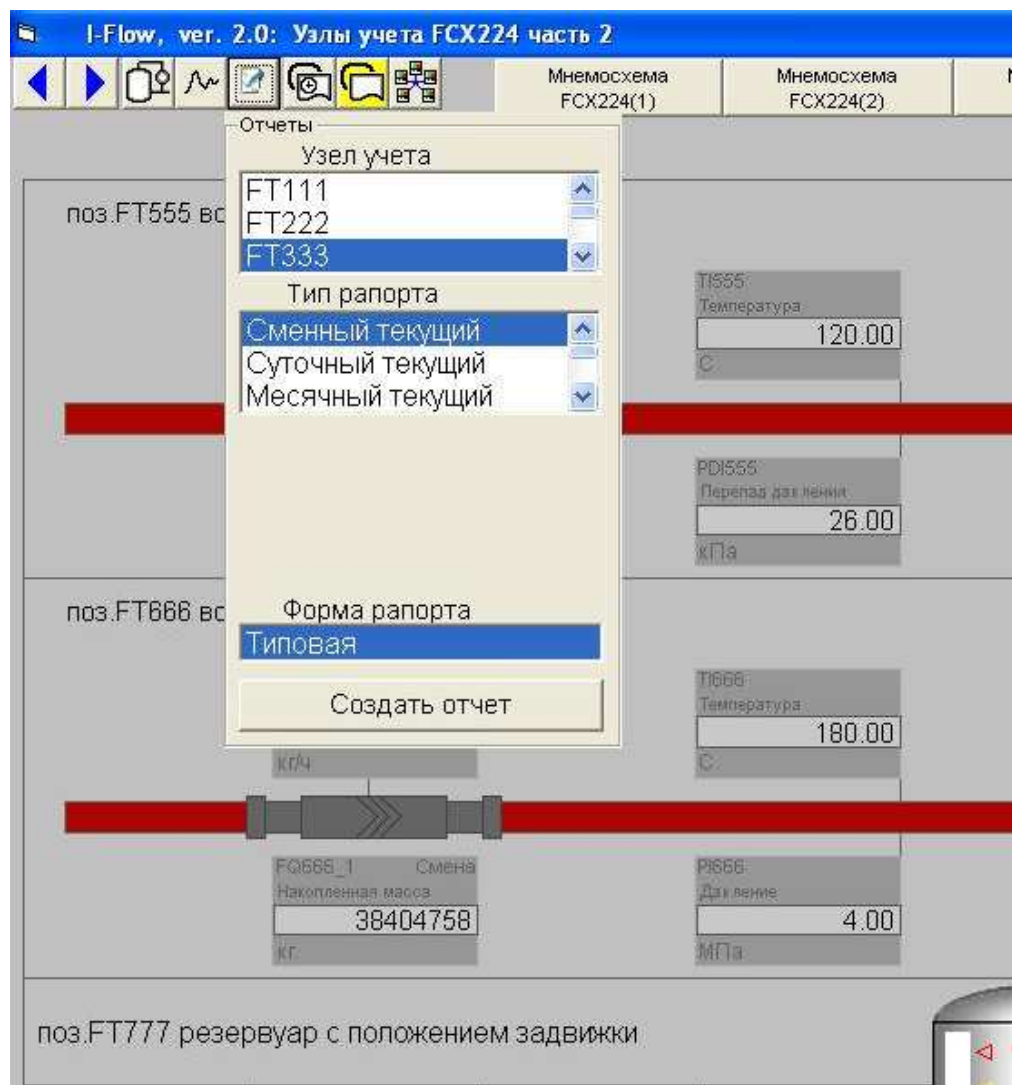 I-Flow, ver. 2.0: Узлы учета FCX224 часть 2
Мнемосхема
FCX224(1)
Мнемосхема
FCX224(2)
Отчеты
Узел учета
FT111
FT222
FT333
Тип рапорта
Сменный текущий
Суточный текущий
Месячный текущий
Форма рапорта
Типовая
Создать отчет
поз.FT555
TI555
Температура
120.00
C
PDI555
Перепад давления
26.00
кПа
поз.FT666
TI666
Температура
180.00
C
кг/ч
FQ666_1 Смена
Накопленная масса
38404758
кг
PI666
Давление
4.00
МПа
поз.FT777 резервуар с положением задвижки